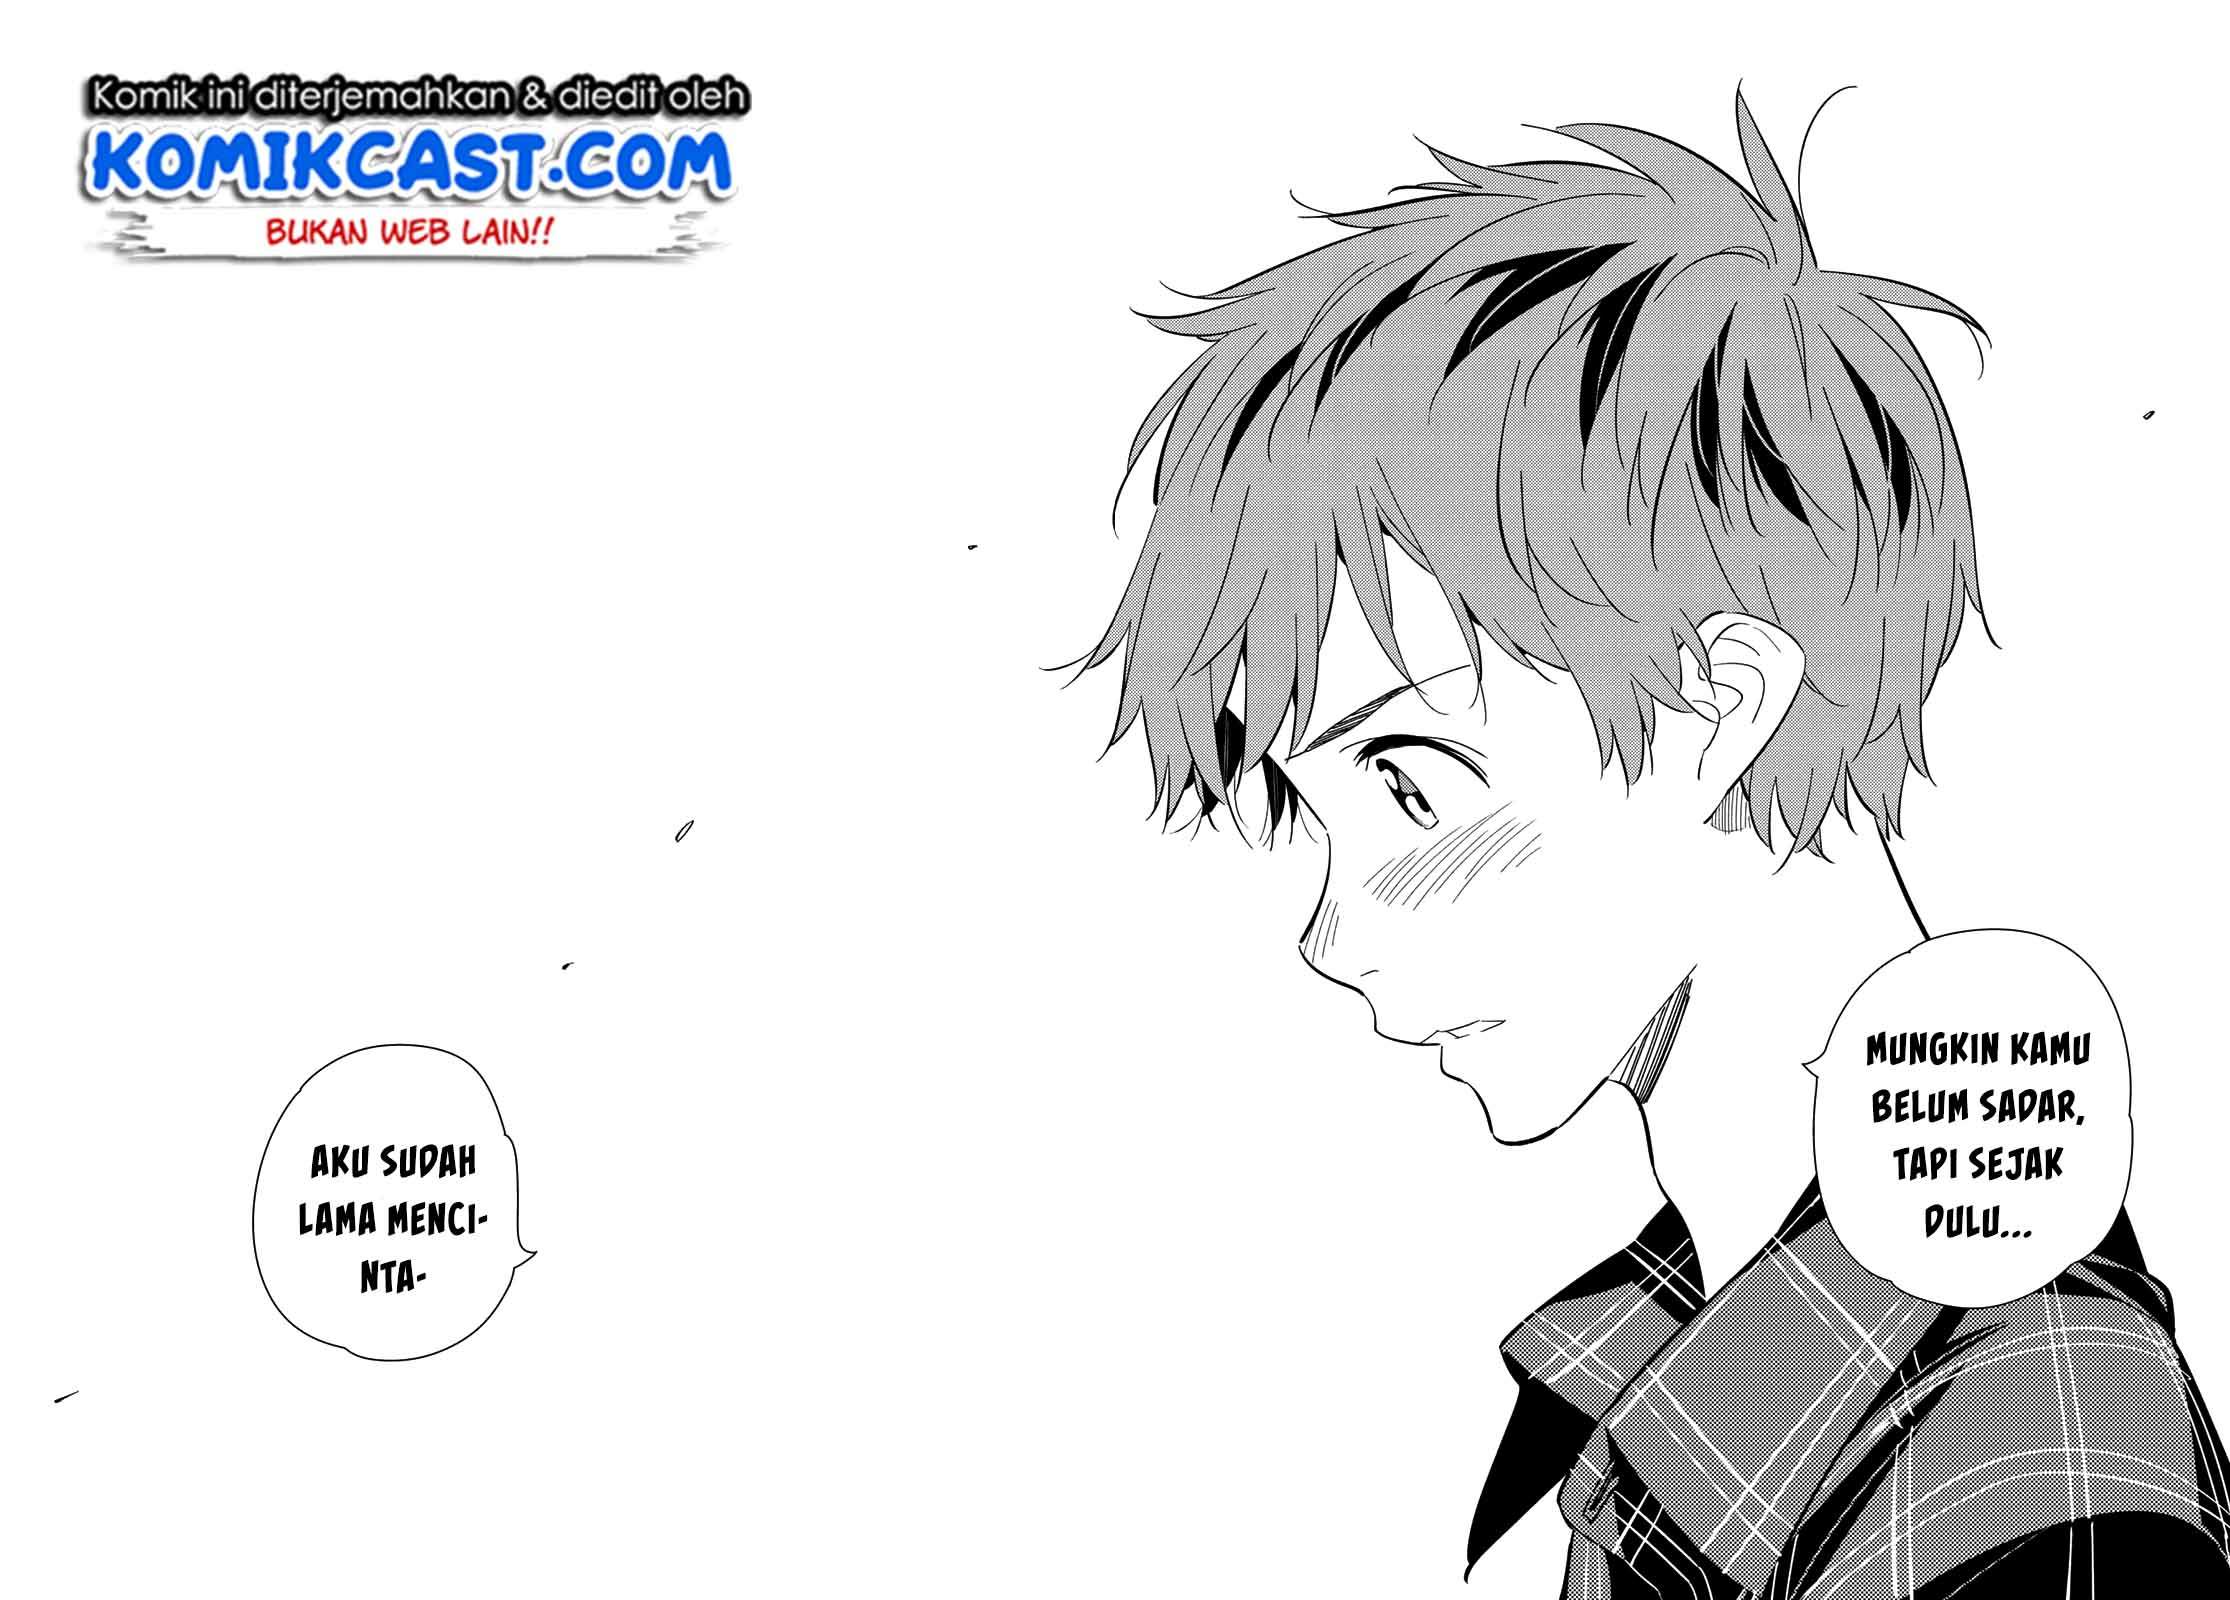 Komik ini diterjemahkan & diedit oleh
KOMIKCAST.COM
BUKAN WEB LAIN!!
MUNGKIN KAMU
BELUM SADAR,
TAPI SEJAK
DULU...
AKU SUDAH
LAMA MENCI-
NTA-